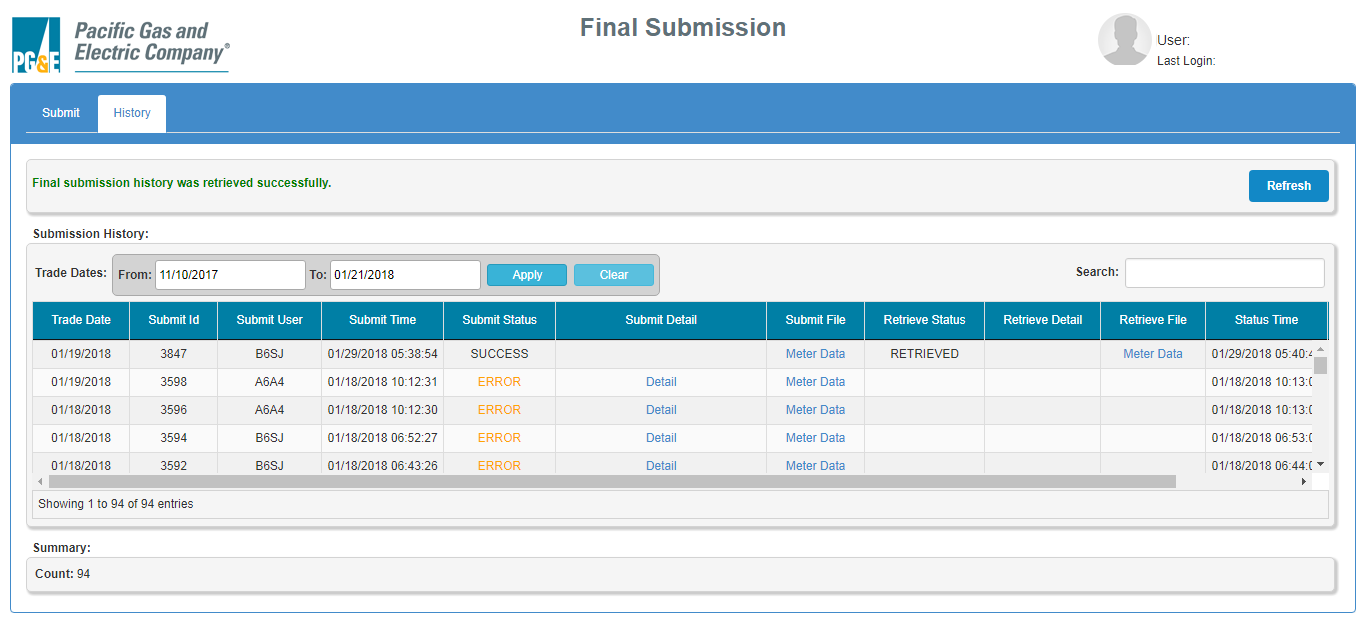 Pacific Gas and
Electric Company®
PG&E
Final Submission
User:
Last Login:
Submit History
Final submission history was retrieved successfully.
Refresh
Submission History:
Trade Dates: From: 11/10/2017 To: 01/21/2018 Apply Clear Search:
Trade Date Submit Id Submit User Submit Time Submit Status Submit Detail Submit File Retrieve Status Retrieve Detail Retrieve File Status Time
01/19/2018 3847 B6SJ 01/29/2018 05:38:54 SUCCESS Meter Data RETRIEVED Meter Data 01/29/2018 05:40:4
01/19/2018 3598 A6A4 01/18/2018 10:12:31 ERROR Detail Meter Data 01/18/2018 10:13:0
01/18/2018 3596 A6A4 01/18/2018 10:12:30 ERROR Detail Meter Data 01/18/2018 10:13:0
01/18/2018 3594 B6SJ 01/18/2018 06:52:27 ERROR Detail Meter Data 01/18/2018 06:53:0
01/18/2018 3592 B6SJ 01/18/2018 06:43:26 ERROR Detail Meter Data 01/18/2018 06:44:0
Showing 1 to 94 of 94 entries
Summary:
Count: 94